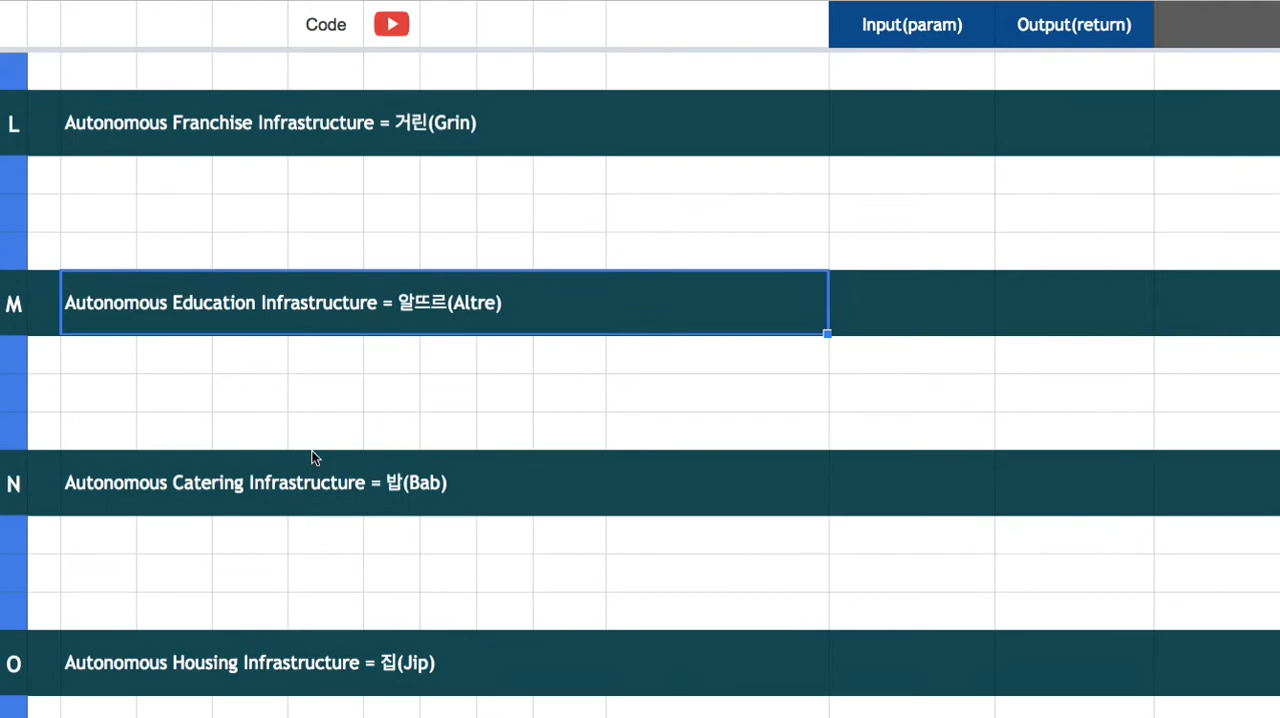 Code
Input(param) Output(return)
L Autonomous Franchise Infrastructure = 거린(Grin)
M Autonomous Education Infrastructure = 알뜨르(Altre)
N Autonomous Catering Infrastructure = 밥(Bab)
O Autonomous Housing Infrastructure = 집(Jip)